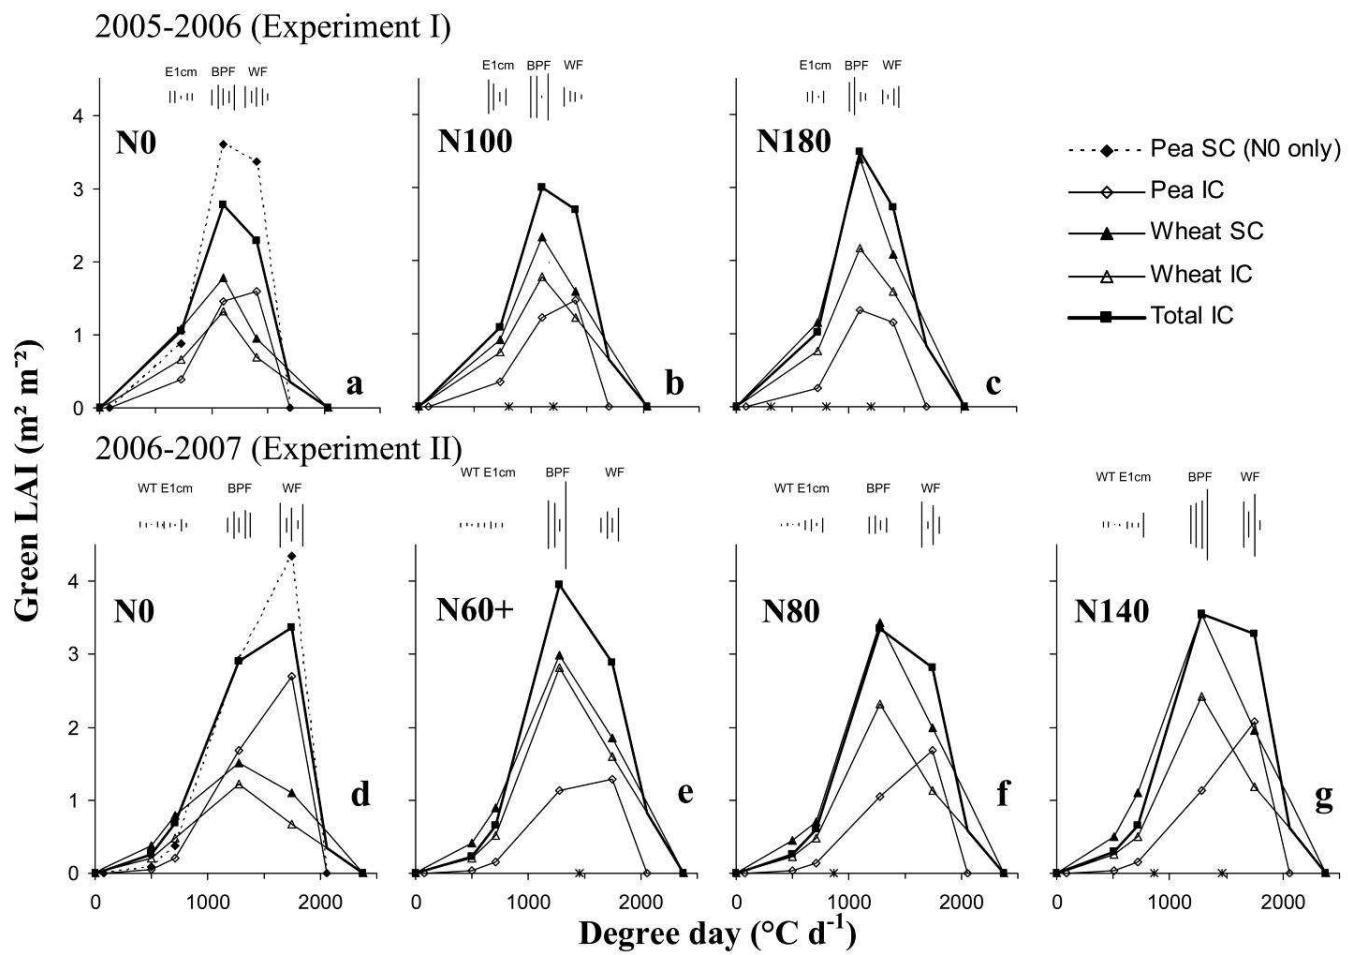 2005-2006 (Experiment I)
E1cm BPF WF
E1cm BPF WF
E1cm BPF WF
N0
N100
N180
4
3
2
1
0
a
b
c
Pea SC (N0 only)
Pea IC
Wheat SC
Wheat IC
Total IC
Green LAI (m² m⁻²)
2006-2007 (Experiment II)
WT E1cm BPF WF
WT E1cm BPF WF
WT E1cm BPF WF
WT E1cm BPF WF
N0
N60+
N80
N140
4
3
2
1
0
d
e
f
g
0 1000 2000
0 1000 2000
0 1000 2000
0 1000 2000
Degree day (°C d⁻¹)